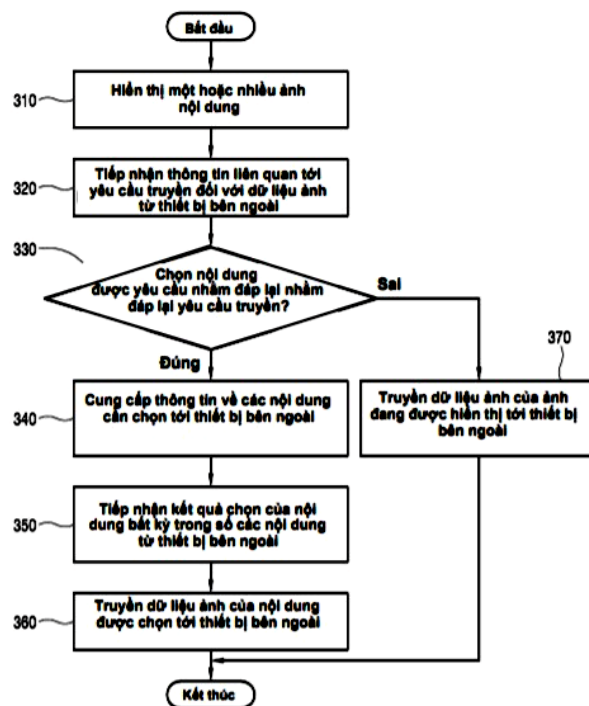 Bắt đầu
310
Hiển thị một hoặc nhiều ảnh
nội dung
320
Tiếp nhận thông tin liên quan tới
yêu cầu truyền đối với dữ liệu ảnh
từ thiết bị bên ngoài
330
Chọn nội dung
được yêu cầu nhằm đáp lại nhằm
đáp lại yêu cầu truyền?
Sai
Đúng
370
340
Cung cấp thông tin về các nội dung
cần chọn tới thiết bị bên ngoài
Truyền dữ liệu ảnh của ảnh
đang được hiển thị tới thiết bị
bên ngoài
350
Tiếp nhận kết quả chọn của nội
dung bất kỳ trong số các nội dung
từ thiết bị bên ngoài
360
Truyền dữ liệu ảnh của nội dung
được chọn tới thiết bị bên ngoài
Kết thúc